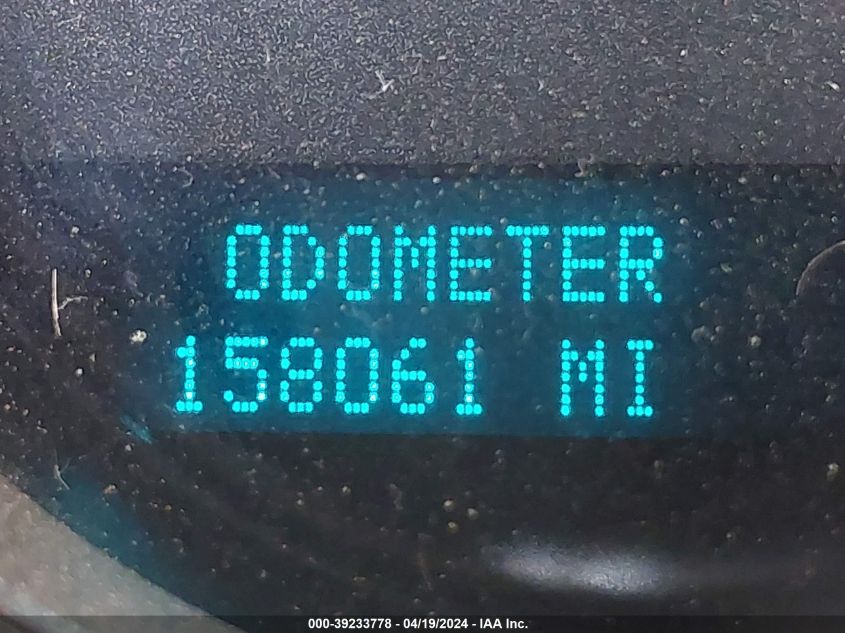 ODOMETER
158061 MI
000-39233778 - 04/19/2024 - IAA Inc.